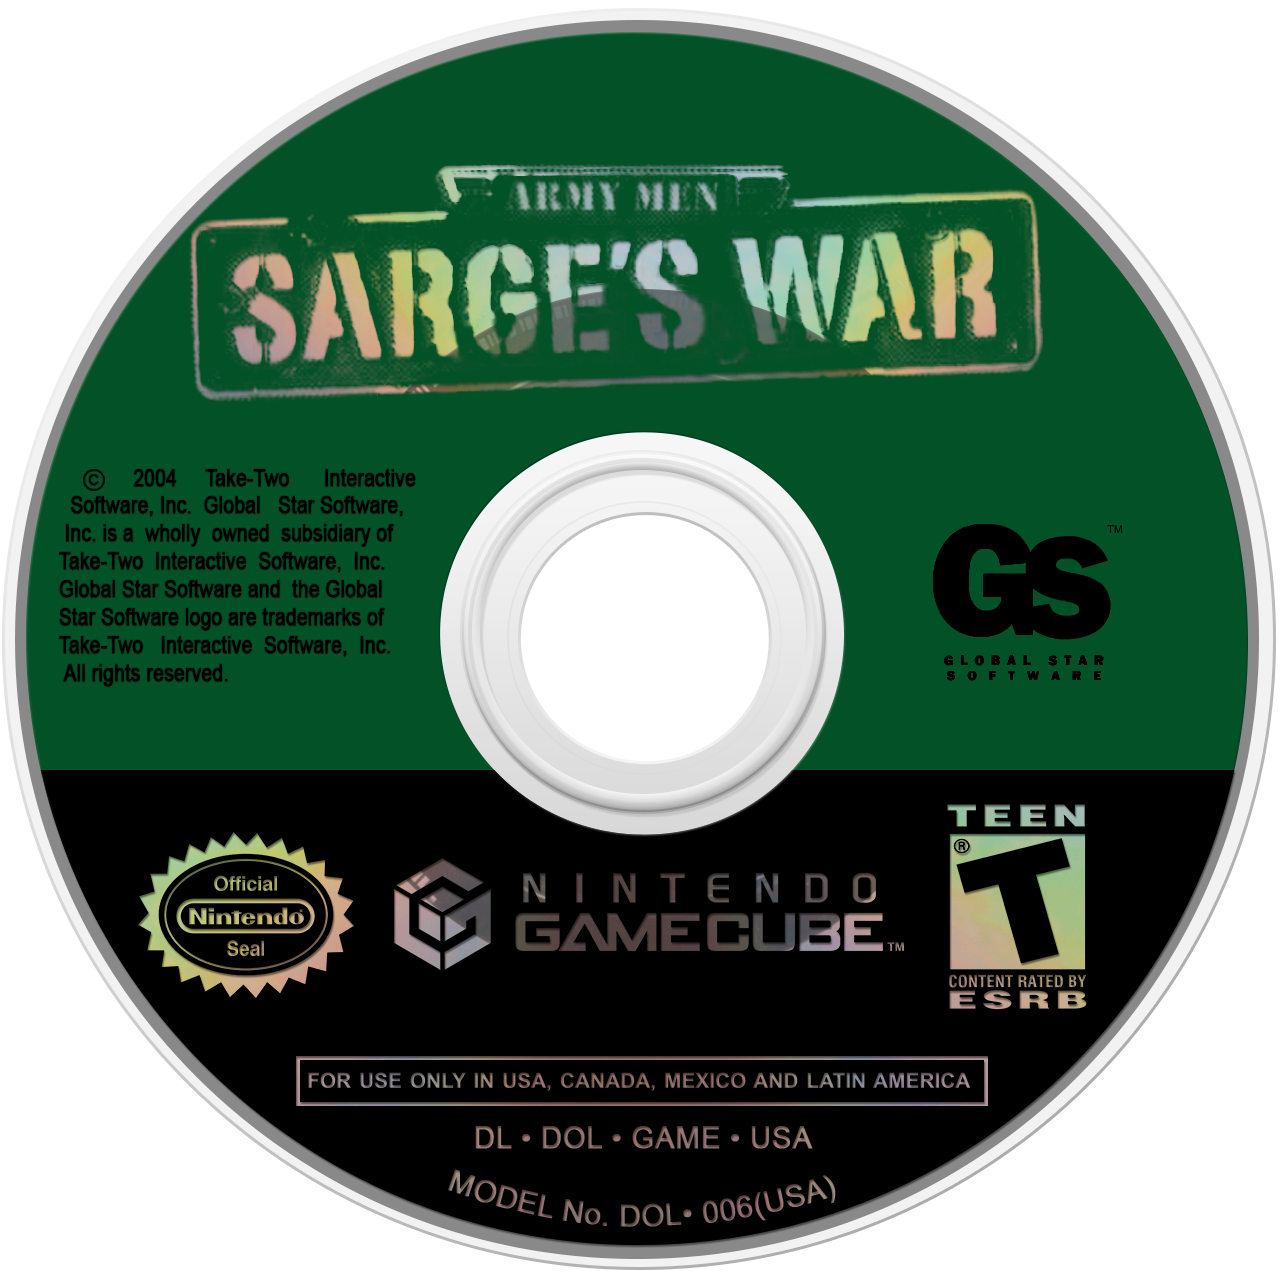 ARMY MEN
SARGE'S WAR
© 2004 Take-Two Interactive
Software, Inc. Global Star Software,
Inc. is a wholly owned subsidiary of
Take-Two Interactive Software, Inc.
Global Star Software and the Global
Star Software logo are trademarks of
Take-Two Interactive Software, Inc.
All rights reserved.
GS™
GLOBAL STAR
SOFTWARE
Official
Nintendo®
Seal
NINTENDO
GAMECUBE™
TEEN
®
T
CONTENT RATED BY
ESRB
FOR USE ONLY IN USA, CANADA, MEXICO AND LATIN AMERICA
DL • DOL • GAME • USA
MODEL No. DOL• 006(USA)